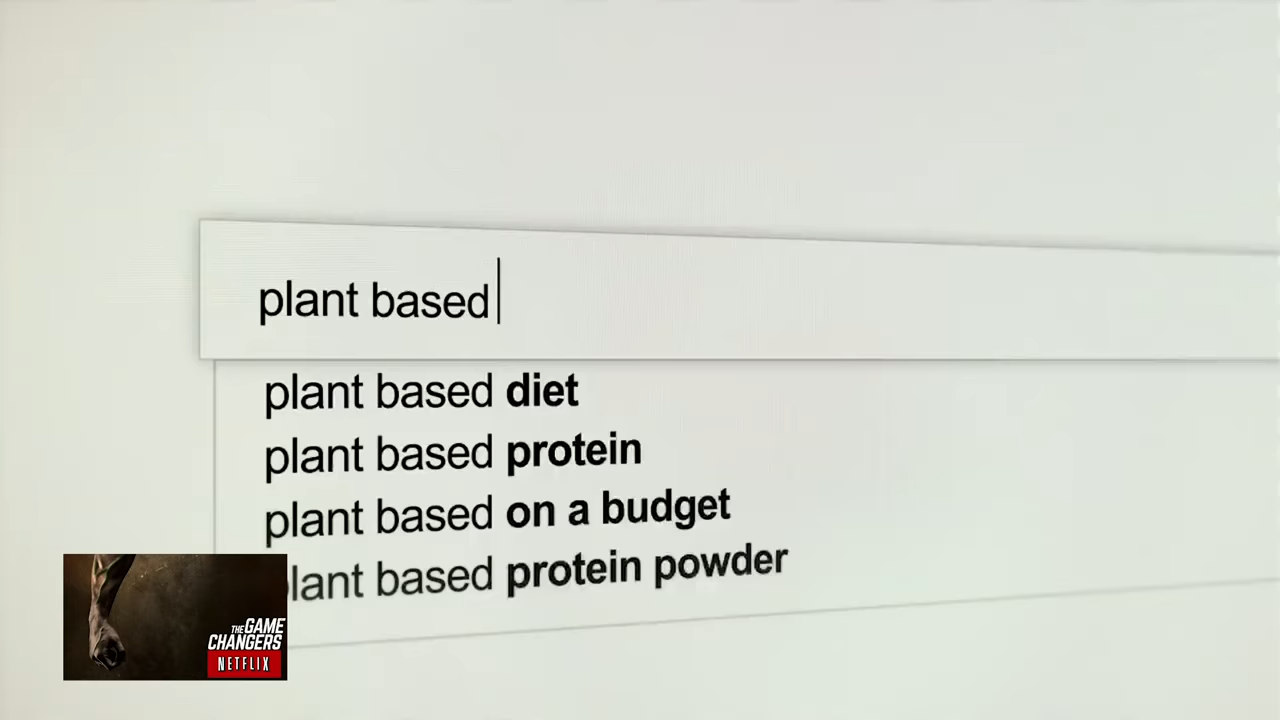 plant based
plant based diet
plant based protein
plant based on a budget
plant based protein powder
THE GAME
CHANGERS
NETFLIX